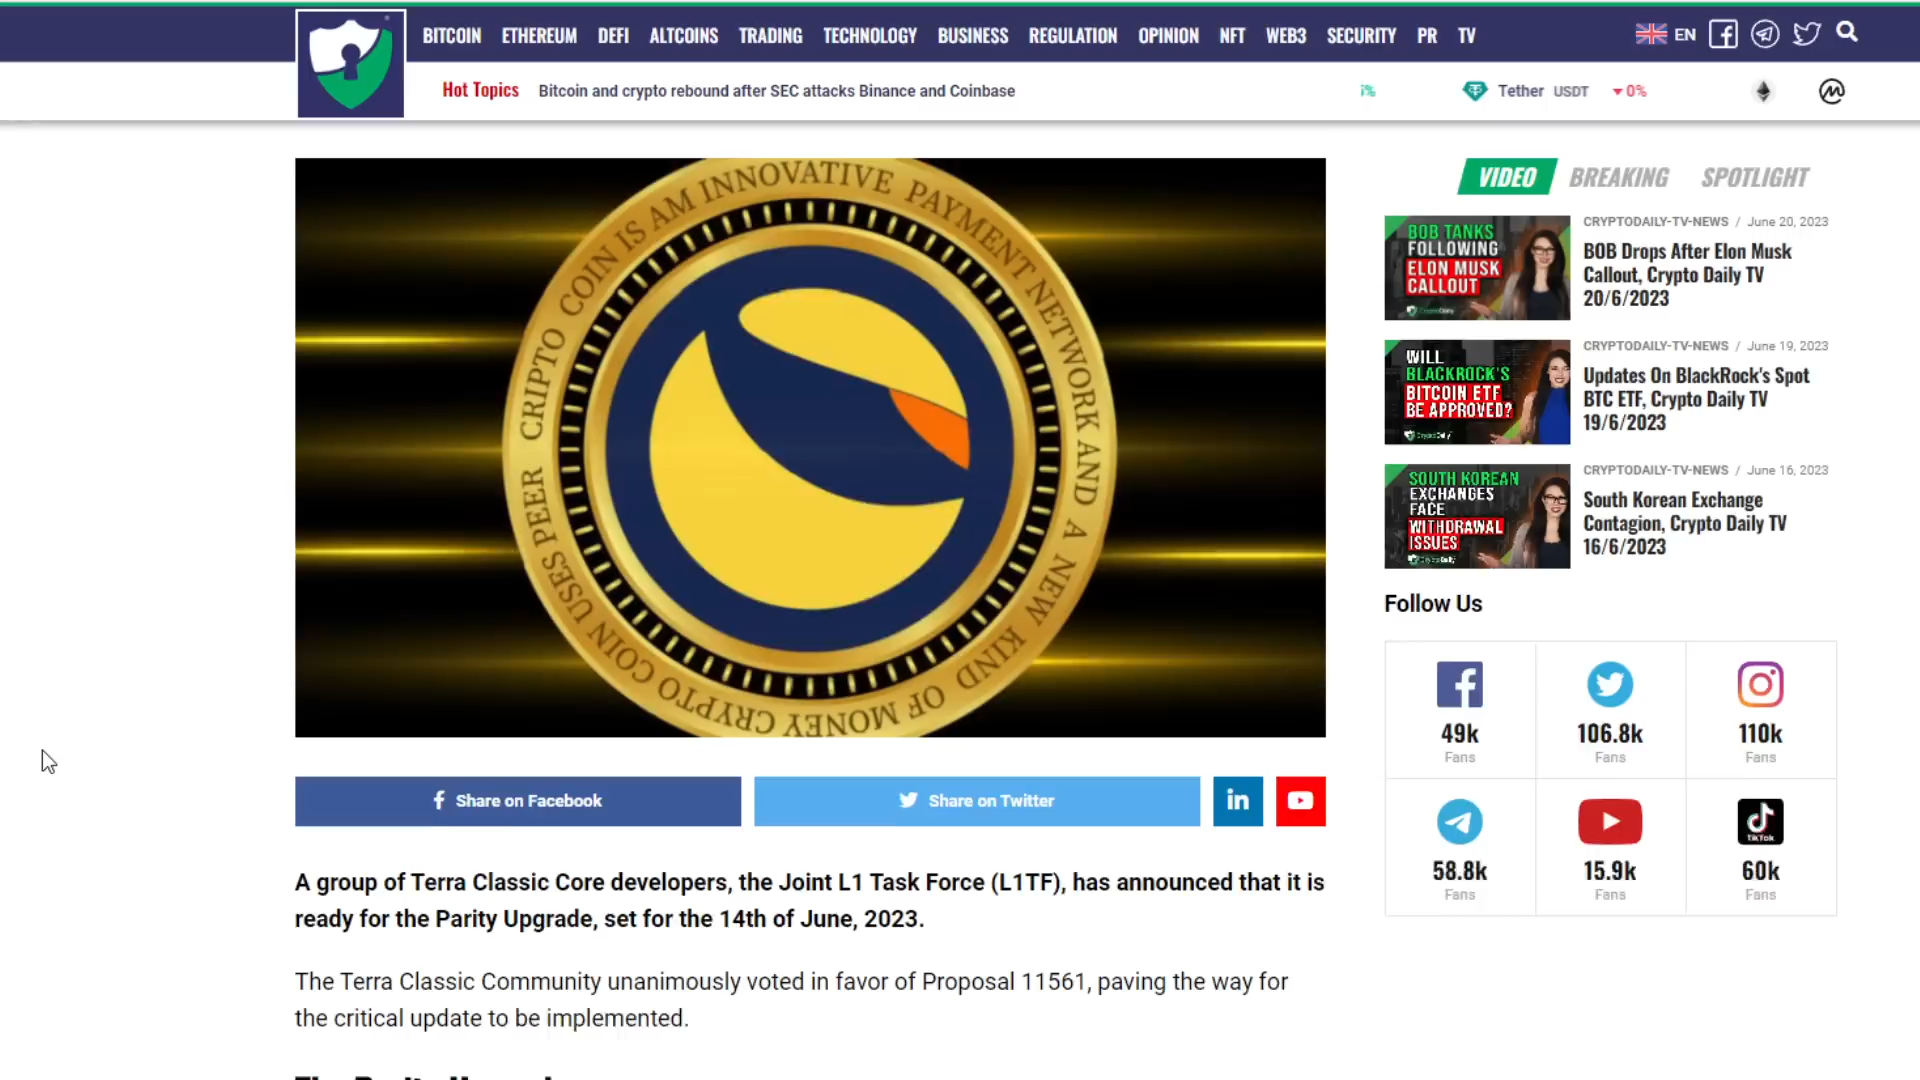 BITCOIN ETHEREUM DEFI ALTCOINS TRADING TECHNOLOGY BUSINESS REGULATION OPINION NFT WEB3 SECURITY PR TV EN
Hot Topics Bitcoin and crypto rebound after SEC attacks Binance and Coinbase
Tether USDT 0%
CRIPTO COIN IS AM INNOVATIVE PAYMENT NETWORK AND A NEW KIND OF MONEY CRYPTO COIN USES PEER
VIDEO BREAKING SPOTLIGHT
BOB TANKS
FOLLOWING
ELON MUSK
CALLOUT
CRYPTODAILY-TV-NEWS / June 20, 2023
BOB Drops After Elon Musk
Callout, Crypto Daily TV
20/6/2023
WILL
BLACKROCK'S
BITCOIN ETF
BE APPROVED?
CRYPTODAILY-TV-NEWS / June 19, 2023
Updates On BlackRock's Spot
BTC ETF, Crypto Daily TV
19/6/2023
SOUTH KOREAN
EXCHANGES
FACE
WITHDRAWAL
ISSUES
CRYPTODAILY-TV-NEWS / June 16, 2023
South Korean Exchange
Contagion, Crypto Daily TV
16/6/2023
Follow Us
49k
Fans
106.8k
Fans
110k
Fans
58.8k
Fans
15.9k
Fans
TikTok
60k
Fans
Share on Facebook
Share on Twitter
in
A group of Terra Classic Core developers, the Joint L1 Task Force (L1TF), has announced that it is
ready for the Parity Upgrade, set for the 14th of June, 2023.
The Terra Classic Community unanimously voted in favor of Proposal 11561, paving the way for
the critical update to be implemented.